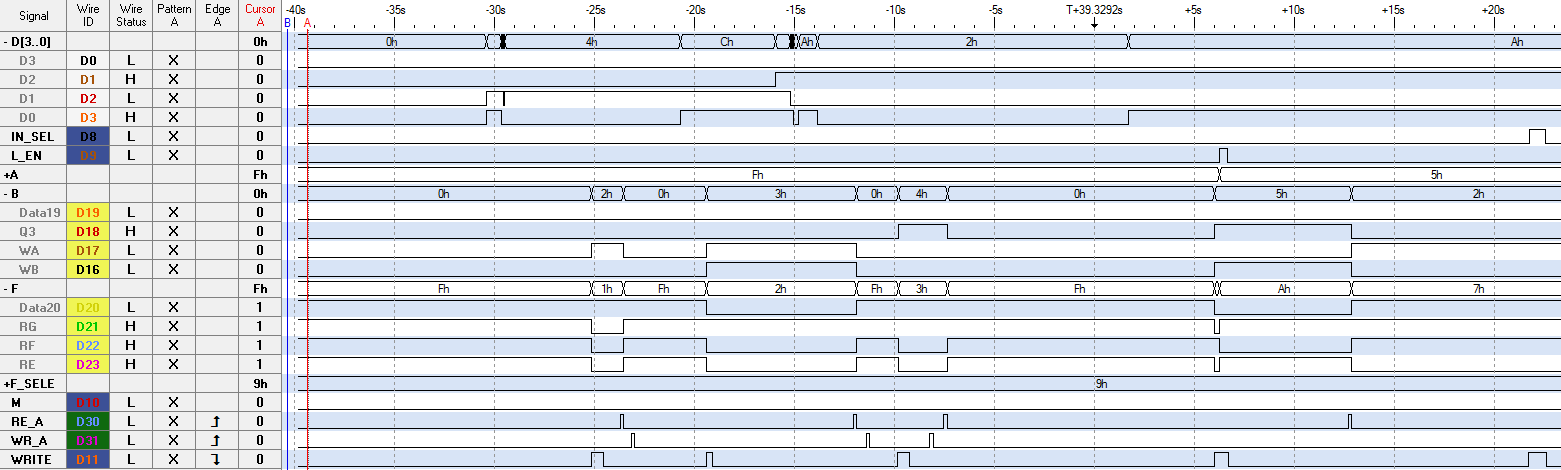 Signal Wire ID Wire Status Pattern A Edge A Cursor A -40s -35s -30s -25s -20s -15s -10s -5s T+39.3292s +5s +10s +15s +20s
B A
- D[3..0] 0h 0h 4h Ch Ah 2h Ah
D3 D0 L X 0
D2 D1 H X 0
D1 D2 L X 0
D0 D3 H X 0
IN_SEL D8 L X 0
L_EN D9 L X 0
+A Fh Fh 5h
- B 0h 0h 2h 0h 3h 0h 4h 0h 5h 2h
Data19 D19 L X 0
Q3 D18 H X 0
WA D17 L X 0
WB D16 L X 0
- F Fh Fh 1h Fh 2h Fh 3h Fh Ah 7h
Data20 D20 L X 1
RG D21 H X 1
RF D22 H X 1
RE D23 H X 1
+F_SELE 9h 9h
M D10 L X 0
RE_A D30 L X 0
WR_A D31 L X 0
WRITE D11 L X 0